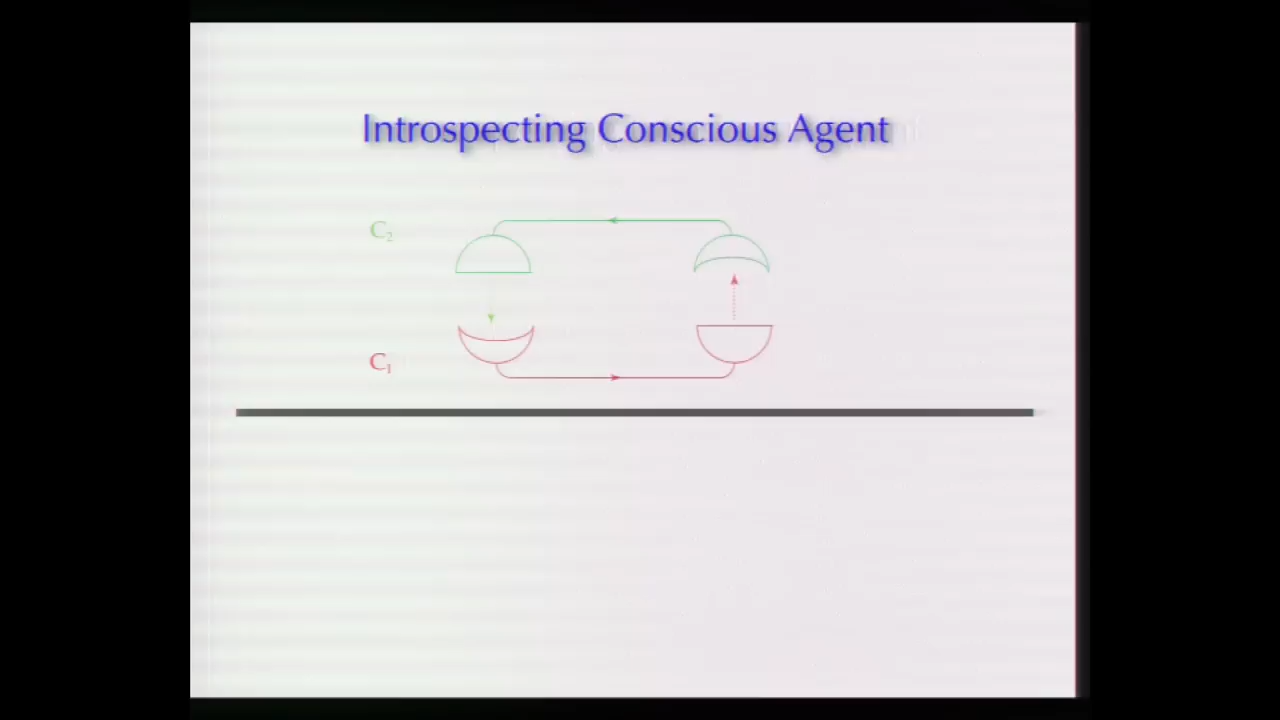 Introspecting Conscious Agent
C₂
C₁